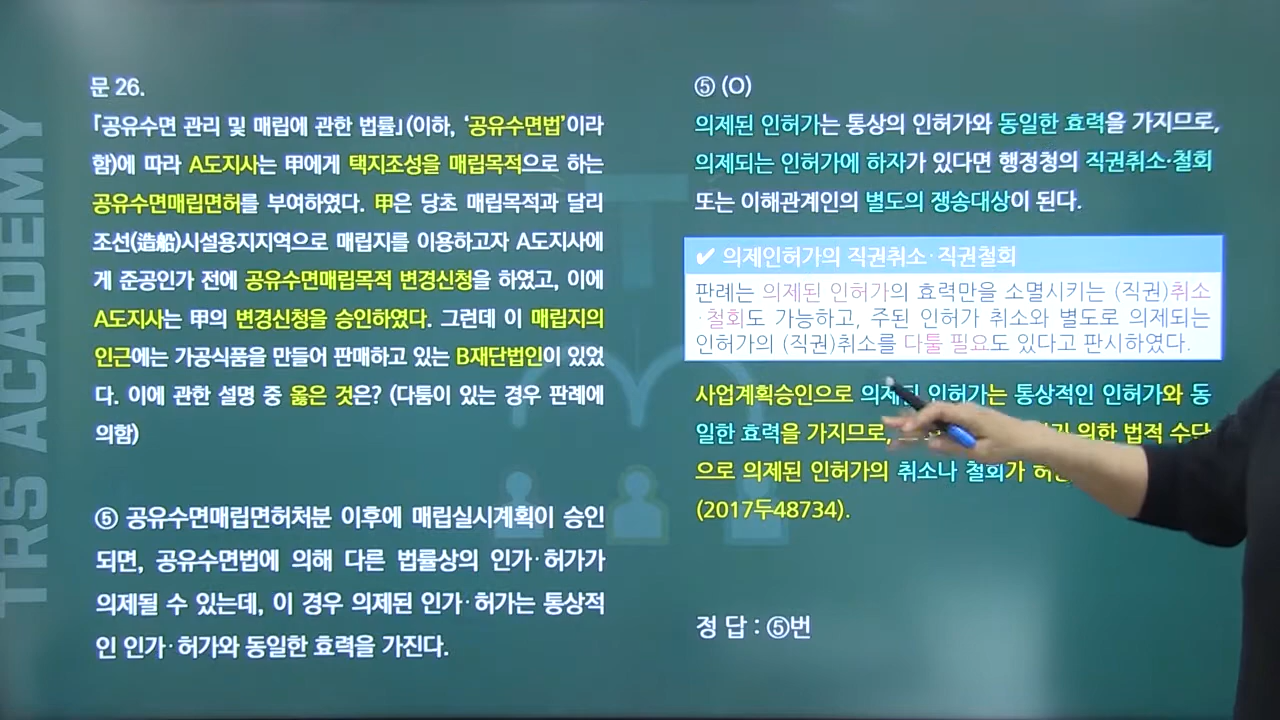 문 26.
「공유수면 관리 및 매립에 관한 법률」(이하, ‘공유수면법’이라
함)에 따라 A도지사는 甲에게 택지조성을 매립목적으로 하는
공유수면매립면허를 부여하였다. 甲은 당초 매립목적과 달리
조선(造船)시설용지지역으로 매립지를 이용하고자 A도지사에
게 준공인가 전에 공유수면매립목적 변경신청을 하였고, 이에
A도지사는 甲의 변경신청을 승인하였다. 그런데 이 매립지의
인근에는 가공식품을 만들어 판매하고 있는 B재단법인이 있었
다. 이에 관한 설명 중 옳은 것은? (다툼이 있는 경우 판례에
의함)
⑤ 공유수면매립면허처분 이후에 매립실시계획이 승인
되면, 공유수면법에 의해 다른 법률상의 인가·허가가
의제될 수 있는데, 이 경우 의제된 인가·허가는 통상적
인 인가·허가와 동일한 효력을 가진다.
⑤ (O)
의제된 인허가는 통상의 인허가와 동일한 효력을 가지므로,
의제되는 인허가에 하자가 있다면 행정청의 직권취소·철회
또는 이해관계인의 별도의 쟁송대상이 된다.
✔ 의제인허가의 직권취소·직권철회
판례는 의제된 인허가의 효력만을 소멸시키는 (직권)취소
·철회도 가능하고, 주된 인허가 취소와 별도로 의제되는
인허가의 (직권)취소를 다툴 필요도 있다고 판시하였다.
사업계획승인으로 의제된 인허가는 통상적인 인허가와 동
일한 효력을 가지므로, 위한 법적 수단
으로 의제된 인허가의 취소나 철회가
(2017두48734).
정 답 : ⑤번
TRS ACADEMY